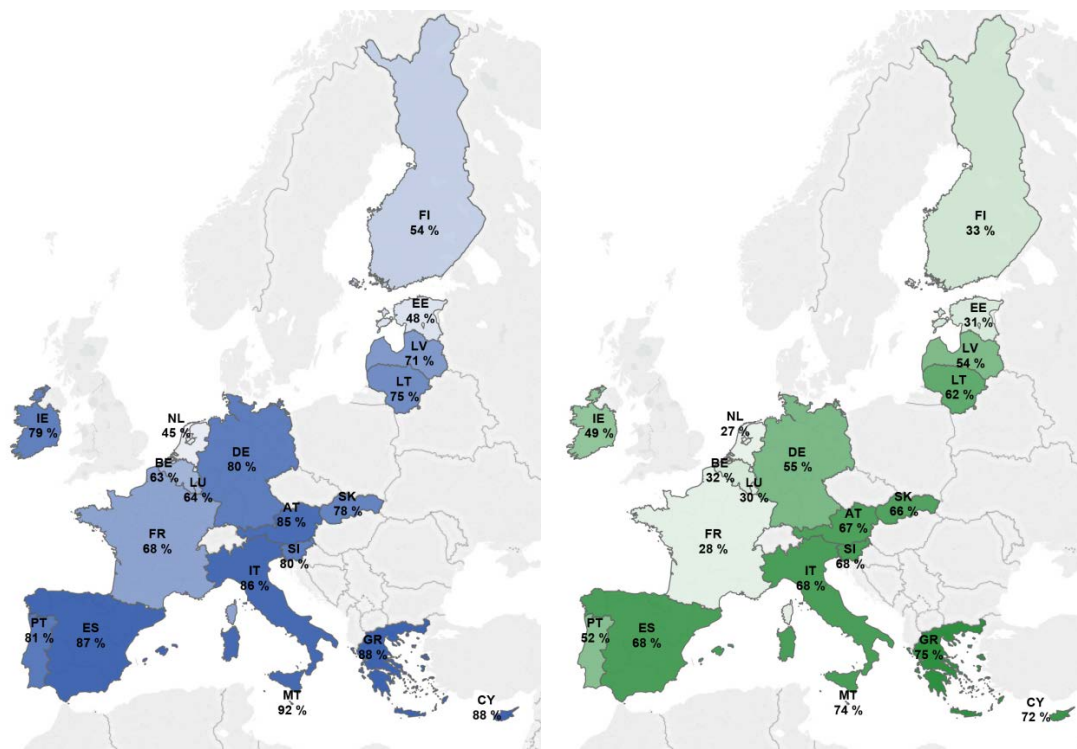 FI
54 %
EE
48 %
LV
71 %
LT
75 %
IE
79 %
NL
45 %
DE
80 %
BE
63 %
LU
64 %
SK
78 %
AT
85 %
FR
68 %
SI
80 %
IT
86 %
PT
81 %
ES
87 %
GR
88 %
MT
92 %
CY
88 %
FI
33 %
EE
31 %
LV
54 %
LT
62 %
IE
49 %
NL
27 %
DE
55 %
BE
32 %
LU
30 %
SK
66 %
AT
67 %
FR
28 %
SI
68 %
IT
68 %
PT
52 %
ES
68 %
GR
75 %
MT
74 %
CY
72 %